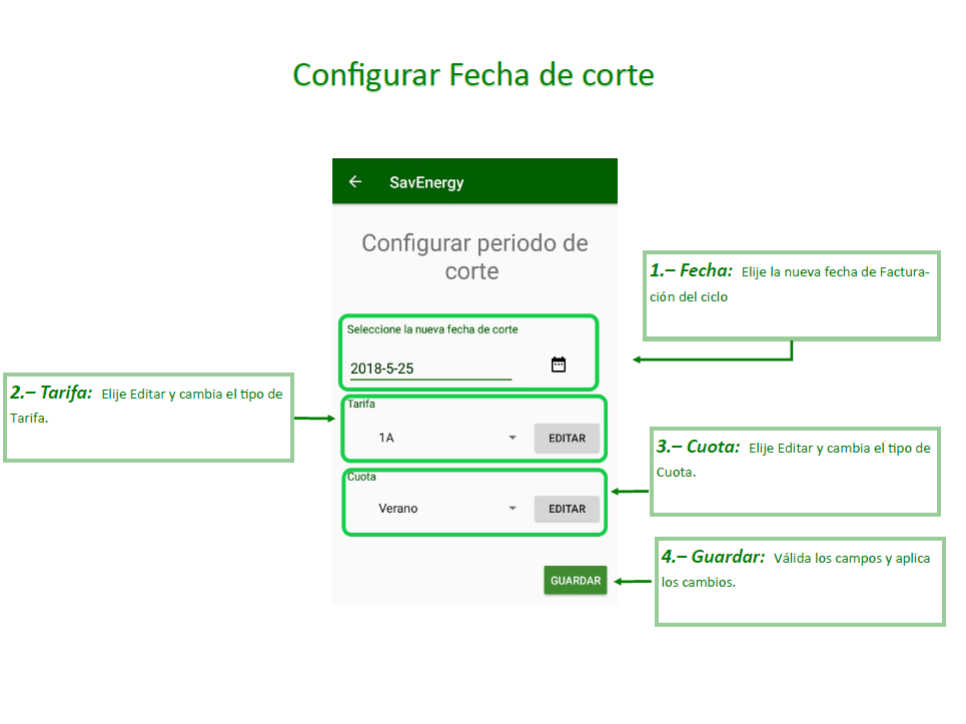 Configurar Fecha de corte
SavEnergy
Configurar periodo de
corte
1.– Fecha: Elije la nueva fecha de Factura-
ción del ciclo
Seleccione la nueva fecha de corte
2018-5-25
2.– Tarifa: Elije Editar y cambia el tipo de
Tarifa.
Tarifa
1A
EDITAR
3.– Cuota: Elije Editar y cambia el tipo de
Cuota.
Cuota
Verano
EDITAR
4.– Guardar: Válida los campos y aplica
los cambios.
GUARDAR